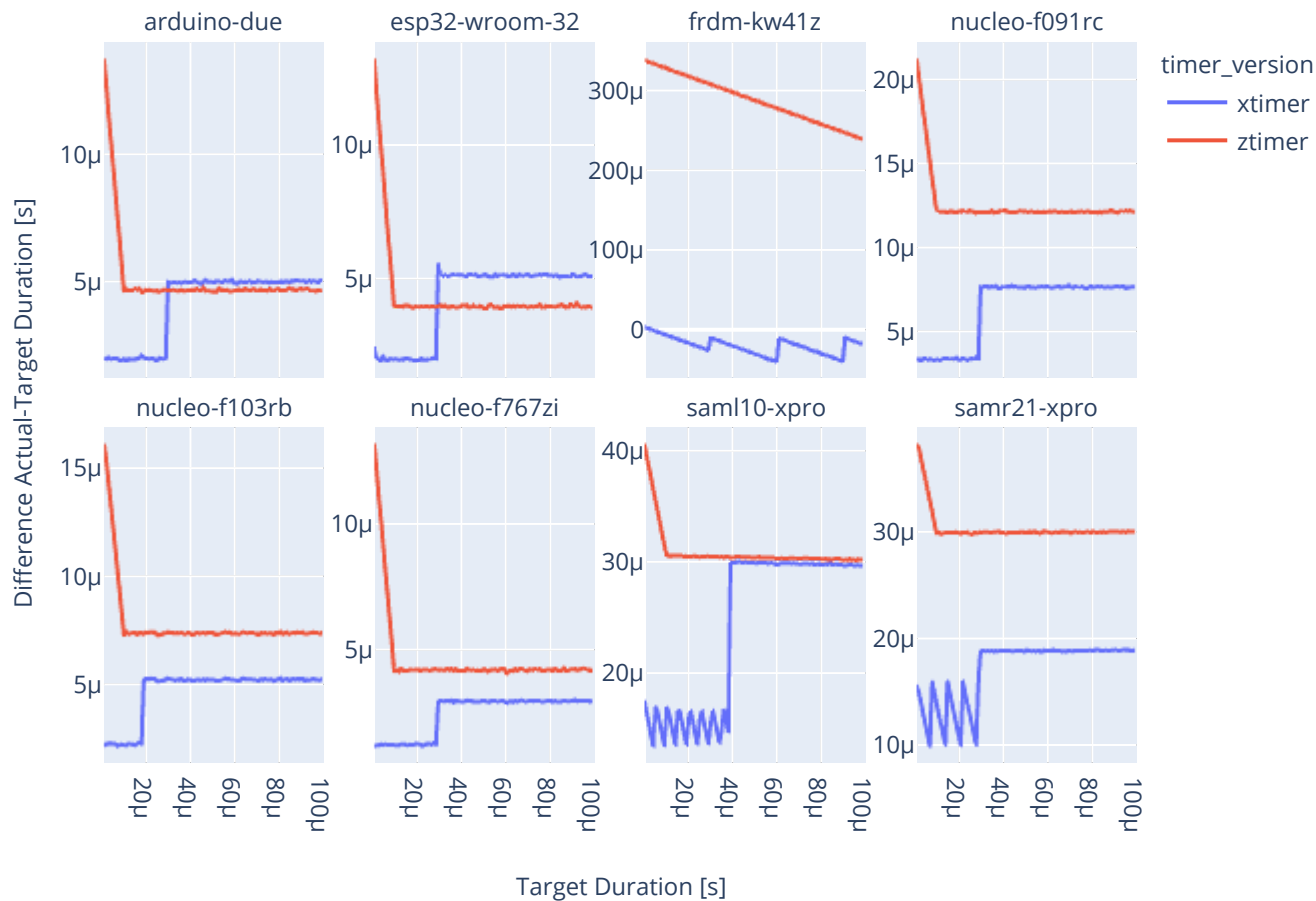 arduino-due
esp32-wroom-32
frdm-kw41z
nucleo-f091rc
timer_version
xtimer
ztimer
10μ
5μ
10μ
5μ
300μ
200μ
100μ
0
20μ
15μ
10μ
5μ
Difference Actual-Target Duration [s]
nucleo-f103rb
nucleo-f767zi
saml10-xpro
samr21-xpro
15μ
10μ
5μ
10μ
5μ
40μ
30μ
20μ
30μ
20μ
10μ
20μ
40μ
60μ
80μ
100μ
20μ
40μ
60μ
80μ
100μ
20μ
40μ
60μ
80μ
100μ
20μ
40μ
60μ
80μ
100μ
Target Duration [s]